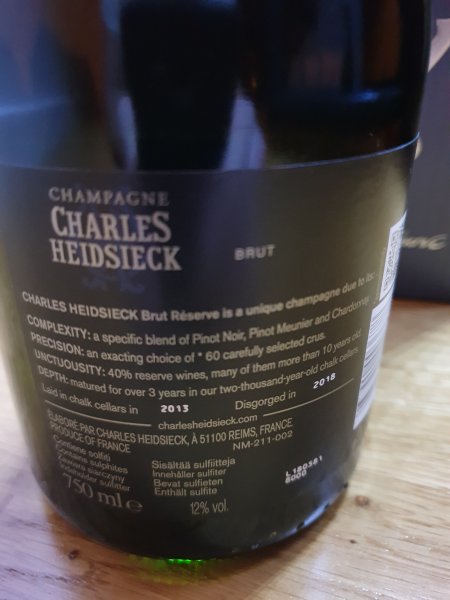 CHAMPAGNE
CHARLES
HEIDSIECK
BRUT
CHARLES HEIDSIECK Brut Réserve is a unique champagne due to its:
COMPLEXITY: a specific blend of Pinot Noir, Pinot Meunier and Chardonnay.
PRECISION: an exacting choice of * 60 carefully selected crus.
UNCTUOUSITY: 40% reserve wines, many of them more than 10 years old
DEPTH: matured for over 3 years in our two-thousand-year-old chalk cellars
Laid in chalk cellars in 2013 Disgorged in 2018
charlesheidsieck.com
ÉLABORÉ PAR CHARLES HEIDSIECK, À 51100 REIMS, FRANCE
PRODUCE OF FRANCE NM-211-002
Contiene solfiti Sisältää sulfiitteja
Contains sulphites Innehåller sulfiter
Zawiera siarczyny Bevat sulfieten
Indeholder sulfitter Enthält sulfite
750 ml e 12% vol.
L180581